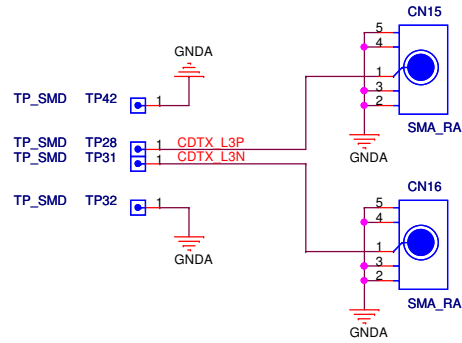 CN15
5
4
1
3
2
SMA_RA
GNDA
GNDA
TP_SMD TP42 1
TP_SMD TP28 1 CDTX_L3P
TP_SMD TP31 1 CDTX_L3N
TP_SMD TP32 1
GNDA
CN16
5
4
1
3
2
SMA_RA
GNDA